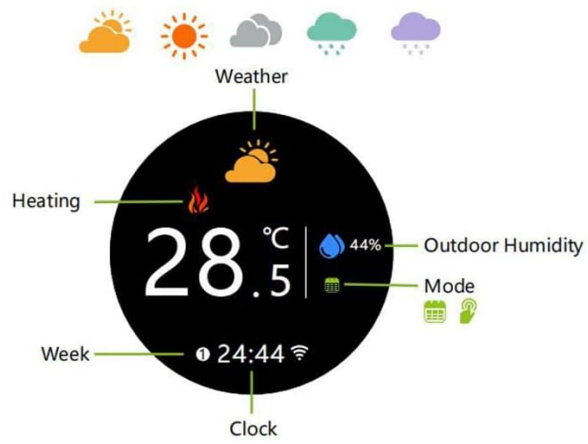 Weather
Heating
28.5 °C
44%
Outdoor Humidity
Mode
Week
1 24:44
Clock